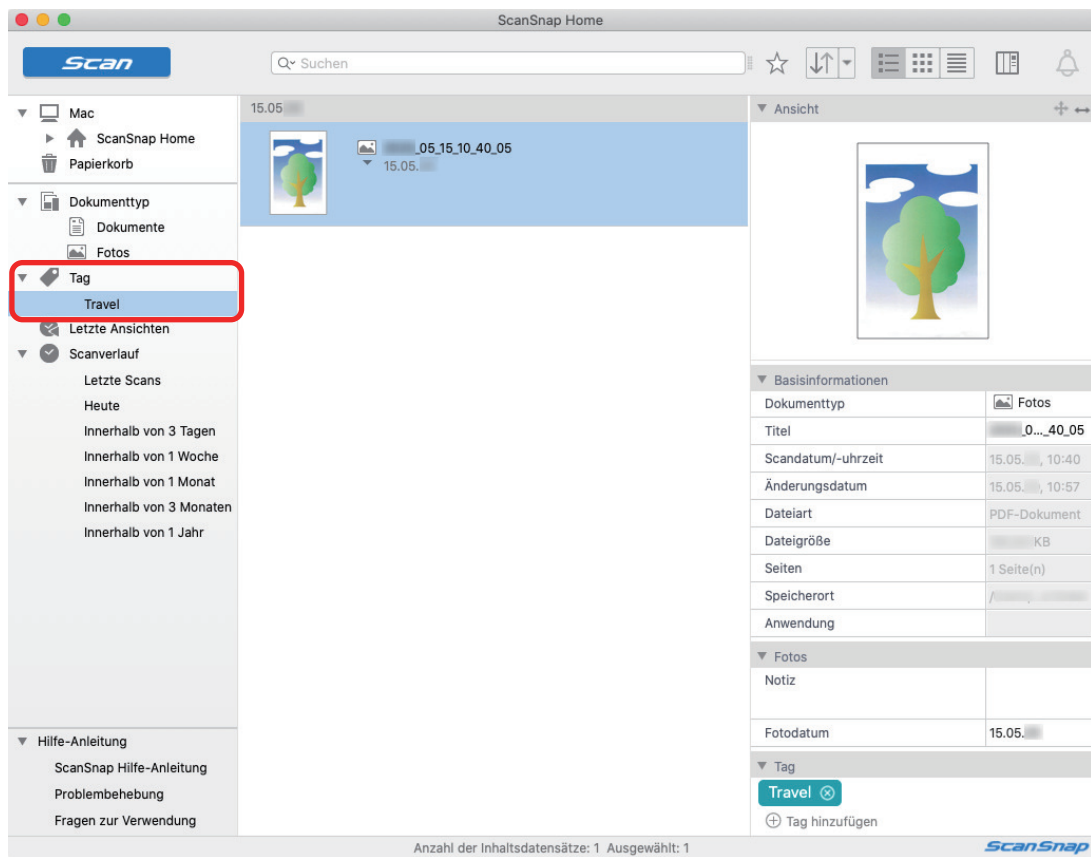 ScanSnap Home
Scan
Suchen
Mac
ScanSnap Home
Papierkorb
Dokumenttyp
Dokumente
Fotos
Tag
Travel
Letzte Ansichten
Scanverlauf
Letzte Scans
Heute
Innerhalb von 3 Tagen
Innerhalb von 1 Woche
Innerhalb von 1 Monat
Innerhalb von 3 Monaten
Innerhalb von 1 Jahr
Hilfe-Anleitung
ScanSnap Hilfe-Anleitung
Problembehebung
Fragen zur Verwendung
15.05
_05_15_10_40_05
15.05.
Ansicht
Basisinformationen
Dokumenttyp Fotos
Titel _0..._40_05
Scandatum/-uhrzeit 15.05. , 10:40
Änderungsdatum 15.05. , 10:57
Dateiart PDF-Dokument
Dateigröße KB
Seiten 1 Seite(n)
Speicherort /
Anwendung
Fotos
Notiz
Fotodatum 15.05.
Tag
Travel
Tag hinzufügen
Anzahl der Inhaltsdatensätze: 1 Ausgewählt: 1
ScanSnap